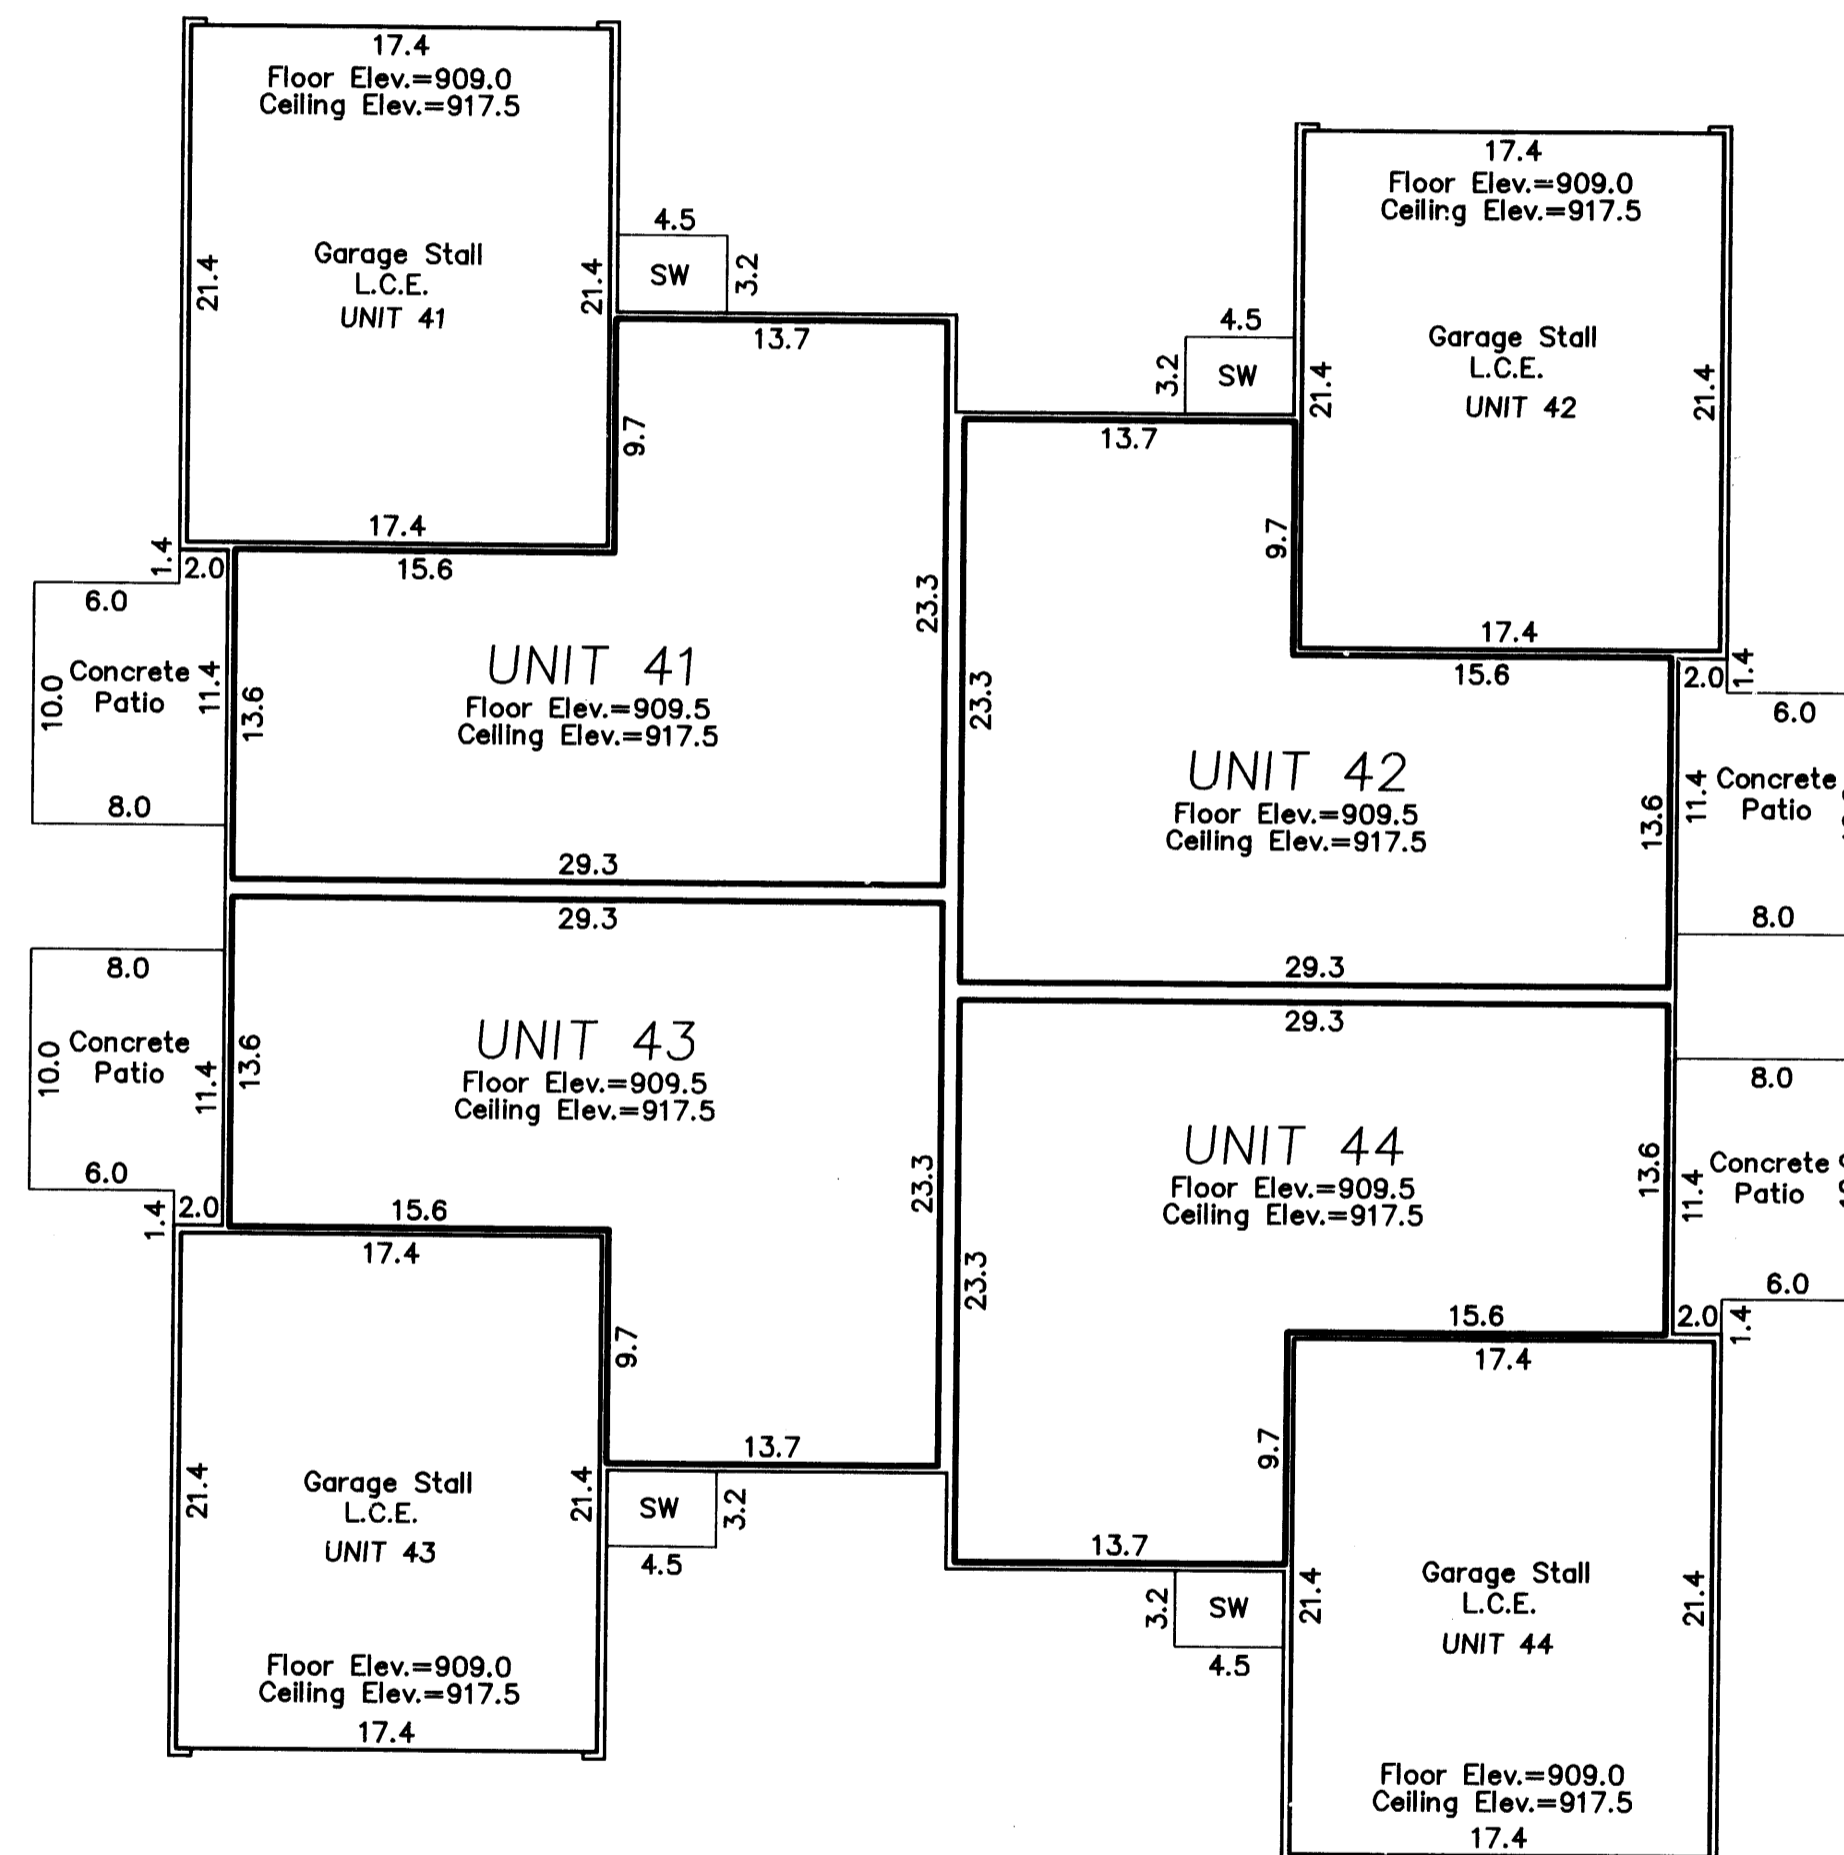 17.4
Floor Elev.=909.0
Ceiling Elev.=917.5
21.4
Garage Stall
L.C.E.
UNIT 41
21.4
17.4
4.5
SW
3.2
13.7
9.7
15.6
1.4
2.0
6.0
10.0
Concrete
Patio
11.4
8.0
13.6
23.3
UNIT 41
Floor Elev.=909.5
Ceiling Elev.=917.5
29.3
17.4
Floor Elev.=909.0
Ceiling Elev.=917.5
4.5
3.2
SW
21.4
Garage Stall
L.C.E.
UNIT 42
21.4
17.4
13.7
9.7
15.6
2.0
1.4
6.0
23.3
UNIT 42
Floor Elev.=909.5
Ceiling Elev.=917.5
13.6
11.4
Concrete
Patio
8.0
29.3
29.3
8.0
10.0
Concrete
Patio
11.4
6.0
1.4
2.0
13.6
UNIT 43
Floor Elev.=909.5
Ceiling Elev.=917.5
23.3
15.6
9.7
13.7
17.4
21.4
Garage Stall
L.C.E.
UNIT 43
21.4
Floor Elev.=909.0
Ceiling Elev.=917.5
17.4
SW
3.2
4.5
29.3
UNIT 44
Floor Elev.=909.5
Ceiling Elev.=917.5
23.3
13.6
8.0
11.4
Concrete
Patio
6.0
2.0
1.4
15.6
9.7
13.7
3.2
SW
4.5
17.4
21.4
Garage Stall
L.C.E.
UNIT 44
21.4
Floor Elev.=909.0
Ceiling Elev.=917.5
17.4